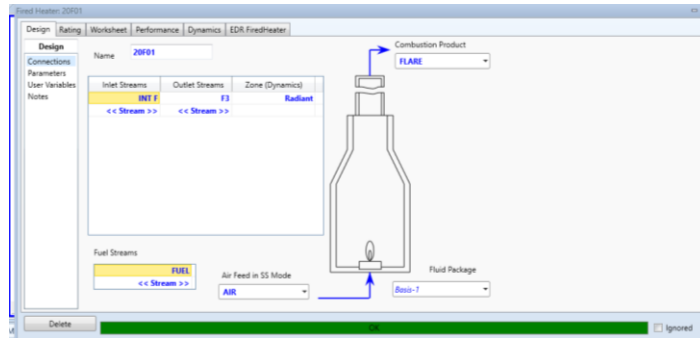 Fired Heater: 20F01
Design Rating Worksheet Performance Dynamics EDR FiredHeater
Design
Connections
Parameters
User Variables
Notes
Name 20F01
Inlet Streams Outlet Streams Zone (Dynamics)
INT F F3 Radiant
<< Stream >> << Stream >>
Combustion Product
FLARE
Fuel Streams
FUEL
<< Stream >>
Air Feed in SS Mode
AIR
Fluid Package
Basis-1
Delete OK Ignored